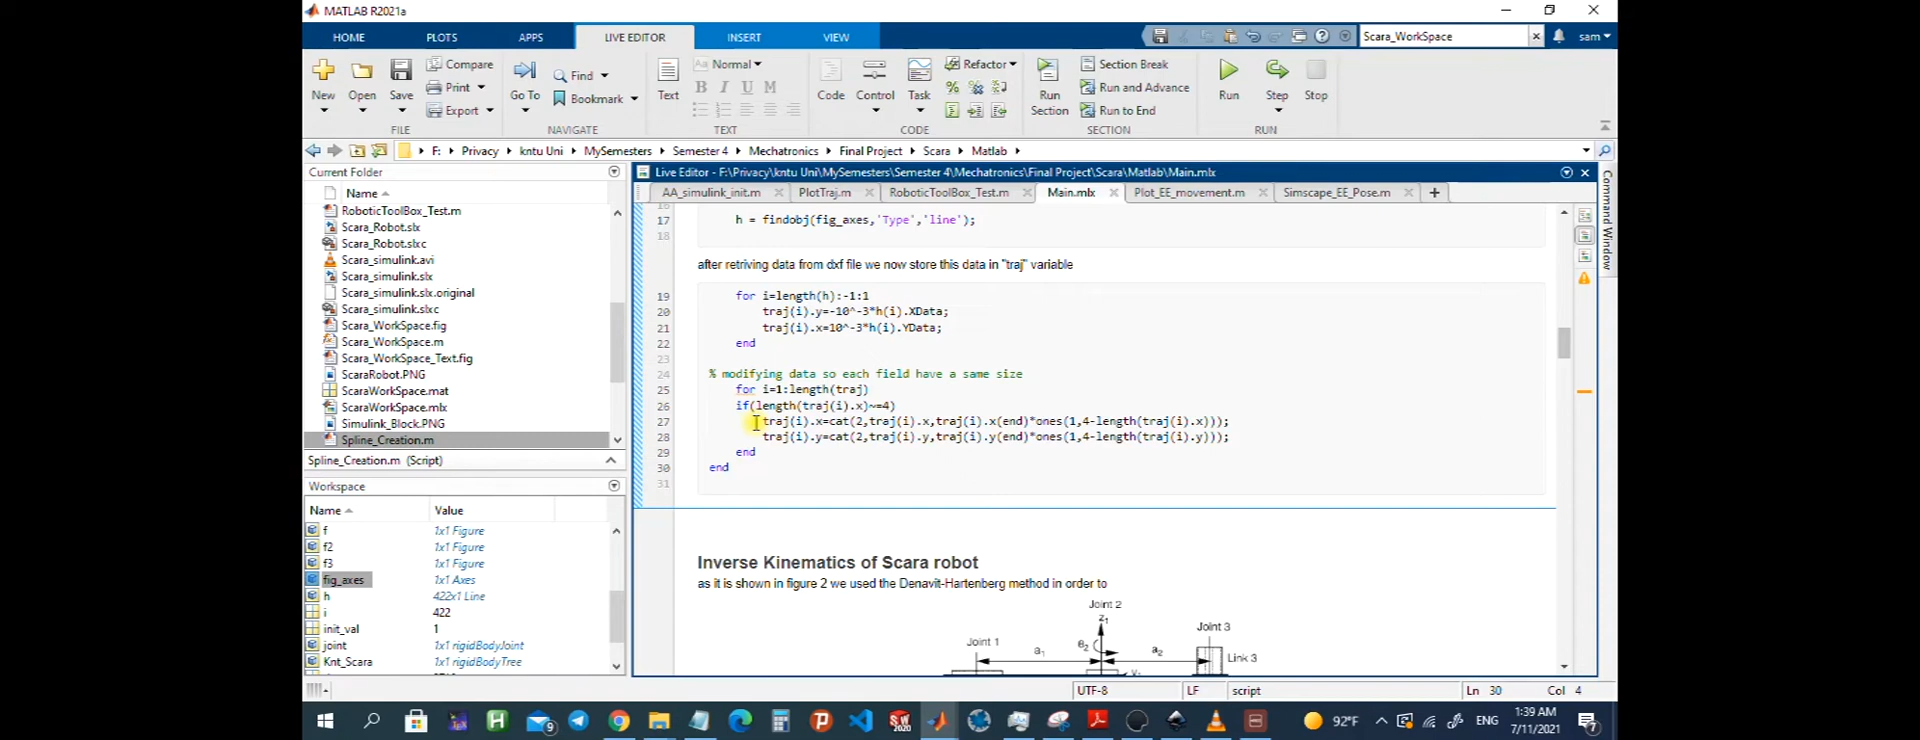 MATLAB R2021a
HOME PLOTS APPS LIVE EDITOR INSERT VIEW Scara_WorkSpace sam
New Open Save Compare Print Export
Go To Find Bookmark
Text Aa Normal B I U M
Code Control Task Refactor
Run Section Section Break Run and Advance Run to End
Run Step Stop
FILE NAVIGATE TEXT CODE SECTION RUN
F: Privacy kntu Uni MySemesters Semester 4 Mechatronics Final Project Scara Matlab
Current Folder
Name
RoboticToolBox_Test.m
Scara_Robot.slx
Scara_Robot.slxc
Scara_simulink.avi
Scara_simulink.slx
Scara_simulink.slx.original
Scara_simulink.slxc
Scara_WorkSpace.fig
Scara_WorkSpace.m
Scara_WorkSpace_Text.fig
ScaraRobot.PNG
ScaraWorkSpace.mat
ScaraWorkSpace.mlx
Simulink_Block.PNG
Spline_Creation.m
Spline_Creation.m (Script)
Workspace
Name Value
f 1x1 Figure
f2 1x1 Figure
f3 1x1 Figure
fig_axes 1x1 Axes
h 422x1 Line
i 422
init_val 1
joint 1x1 rigidBodyJoint
Knt_Scara 1x1 rigidBodyTree
Live Editor - F:\Privacy\kntu Uni\MySemesters\Semester 4\Mechatronics\Final Project\Scara\Matlab\Main.mlx
AA_simulink_init.m PlotTraj.m RoboticToolBox_Test.m Main.mlx Plot_EE_movement.m Simscape_EE_Pose.m
16
17 h = findobj(fig_axes,'Type','line');
18
after retriving data from dxf file we now store this data in "traj" variable
19 for i=length(h):-1:1
20 traj(i).y=-10^-3*h(i).XData;
21 traj(i).x=10^-3*h(i).YData;
22 end
23
24 % modifying data so each field have a same size
25 for i=1:length(traj)
26 if(length(traj(i).x)~=4)
27 traj(i).x=cat(2,traj(i).x,traj(i).x(end)*ones(1,4-length(traj(i).x)));
28 traj(i).y=cat(2,traj(i).y,traj(i).y(end)*ones(1,4-length(traj(i).y)));
29 end
30 end
31
Inverse Kinematics of Scara robot
as it is shown in figure 2 we used the Denavit-Hartenberg method in order to
Joint 2
z₁
Joint 3
Joint 1
θ₂
a₁
a₂
Link 3
Command Window
UTF-8 LF script Ln 30 Col 4
92°F ENG 1:39 AM
7/11/2021